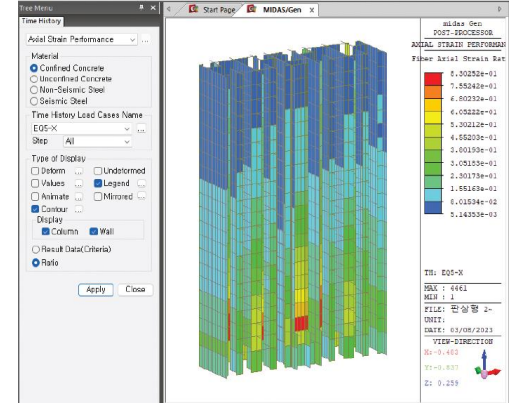 Tree Menu
Time History
Axial Strain Performance
Material
Confined Concrete
Unconfined Concrete
Non-Seismic Steel
Seismic Steel
Time History Load Cases Name
EQ5-X
Step
All
Type of Display
Deform
Undeformed
Values
Legend
Animate
Mirrored
Contour
Display
Column
Wall
Result Data(Criteria)
Ratio
Apply
Close
Start Page
MIDAS/Gen
midas Gen
POST-PROCESSOR
AXIAL STRAIN PERFORMAN
Fiber Axial Strain Rat
8.30252e-01
7.55242e-01
6.80232e-01
6.05222e-01
5.30212e-01
4.55203e-01
3.80193e-01
3.05183e-01
2.30173e-01
1.55163e-01
8.01534e-02
5.14353e-03
TH: EQ5-X
MAX : 4461
MIN : 1
FILE: 판상형 2-
UNIT:
DATE: 03/08/2023
VIEW-DIRECTION
Z: 0.259